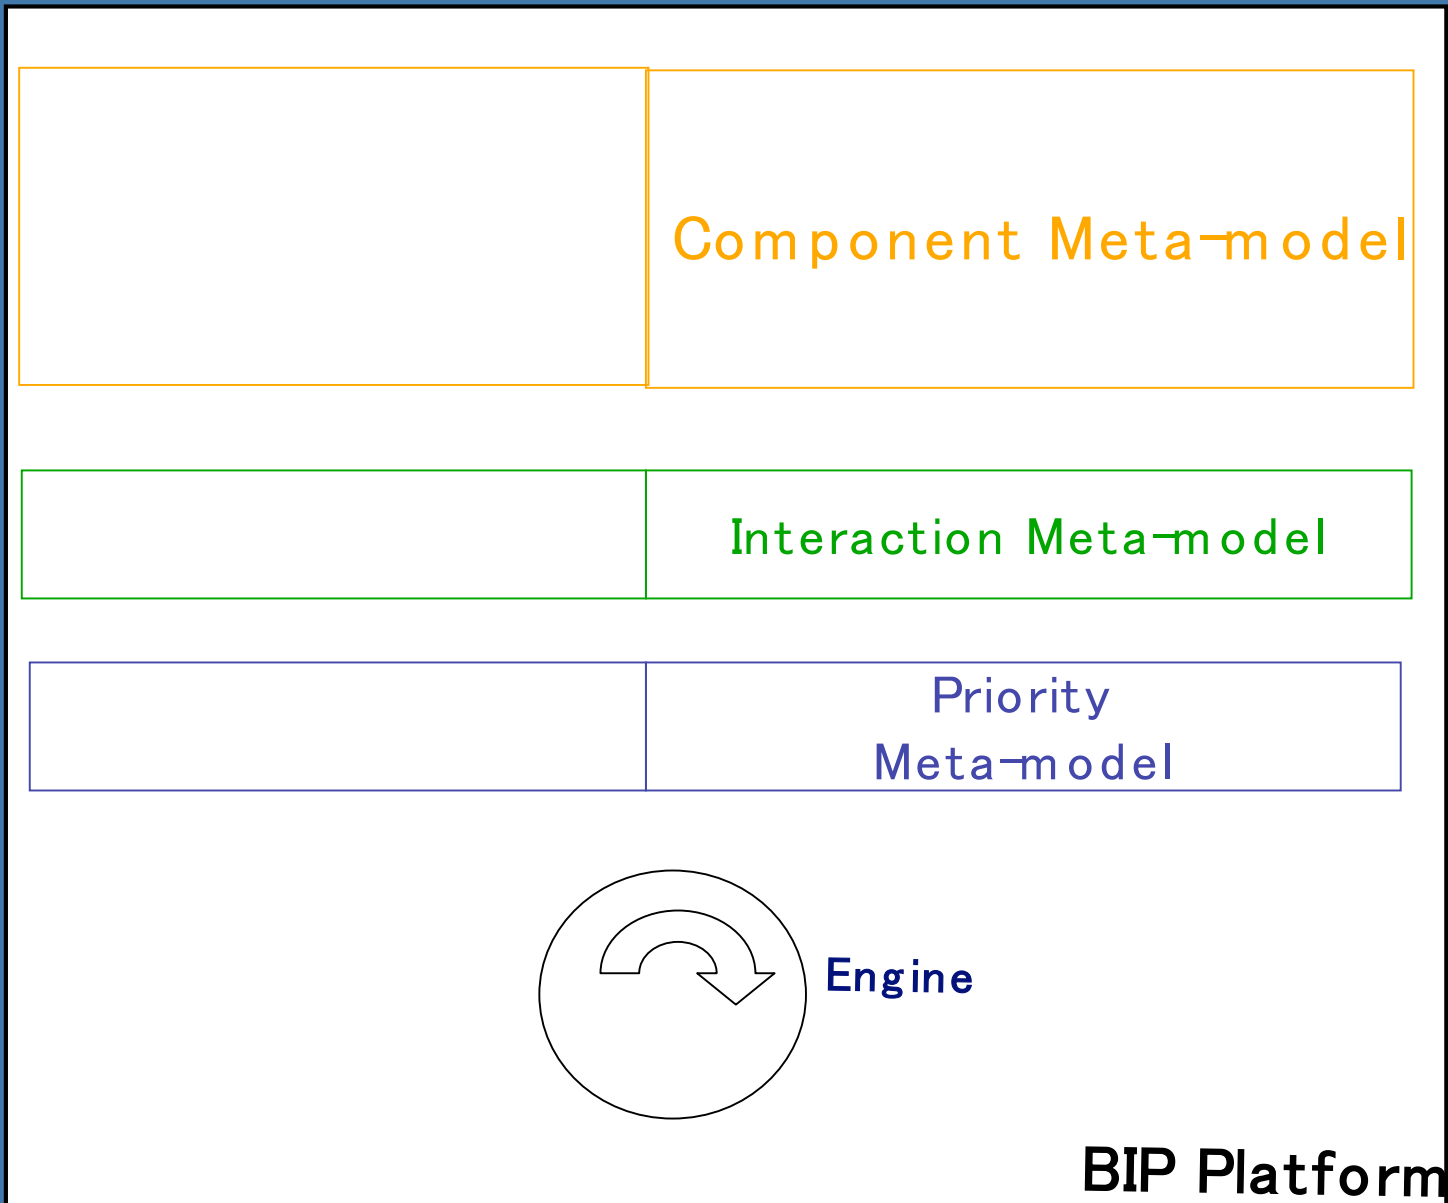 Component Meta-model
Interaction Meta-model
Priority
Meta-model
Engine
BIP Platform